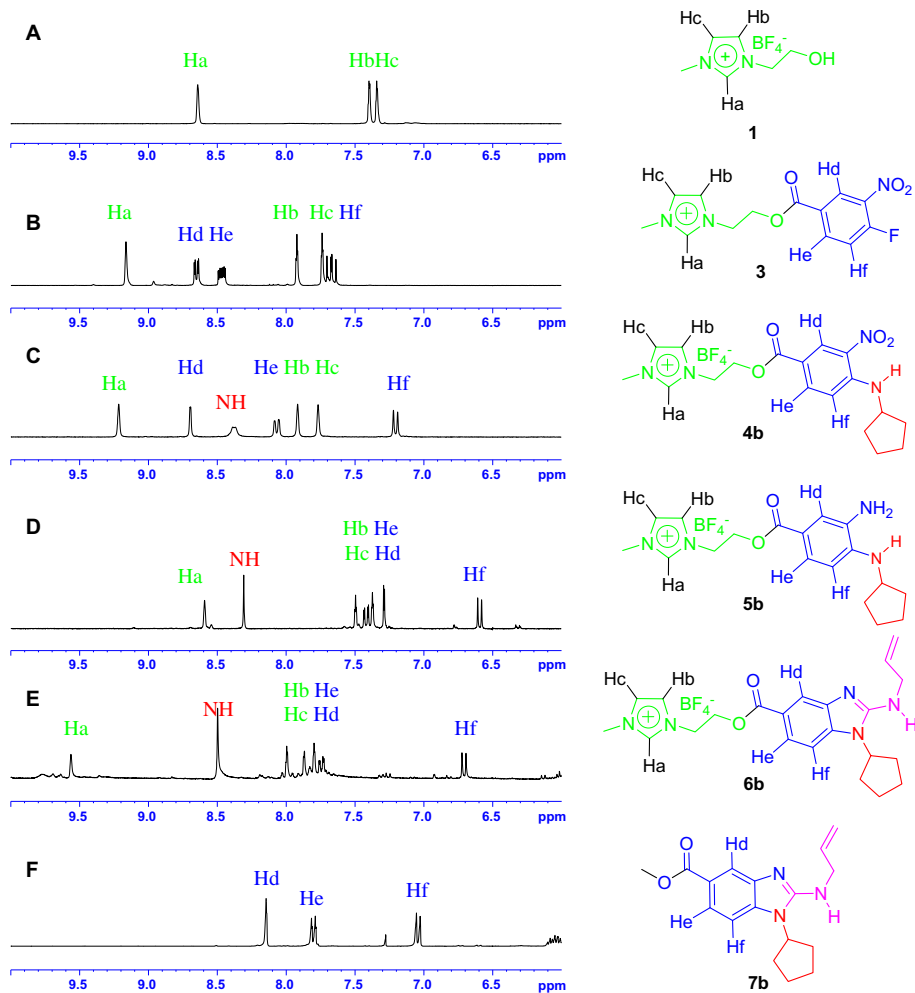 A
Ha
HbHc
9.5 9.0 8.5 8.0 7.5 7.0 6.5 ppm
Hc
Hb
BF4-
N
+
N
OH
Ha
1
B
Ha
Hd He
Hb Hc Hf
9.5 9.0 8.5 8.0 7.5 7.0 6.5 ppm
Hc
Hb
N
+
N
O
O
Hd
NO2
F
Ha
He
Hf
3
C
Ha
Hd
NH
He Hb Hc
Hf
9.5 9.0 8.5 8.0 7.5 7.0 6.5 ppm
Hc
Hb
BF4-
N
+
N
O
O
Hd
NO2
H
N
Ha
He
Hf
4b
D
Hb He
Hc Hd
Ha
NH
Hf
9.5 9.0 8.5 8.0 7.5 7.0 6.5 ppm
Hc
Hb
BF4-
N
+
N
O
O
Hd
NH2
H
N
Ha
He
Hf
5b
E
Hb He
Hc Hd
Ha
NH
Hf
9.5 9.0 8.5 8.0 7.5 7.0 6.5 ppm
Hc
Hb
BF4-
N
+
N
O
O
Hd
N
N
H
N
Ha
He
Hf
6b
F
Hd
He
Hf
9.5 9.0 8.5 8.0 7.5 7.0 6.5 ppm
O
O
Hd
N
N
H
N
He
Hf
7b